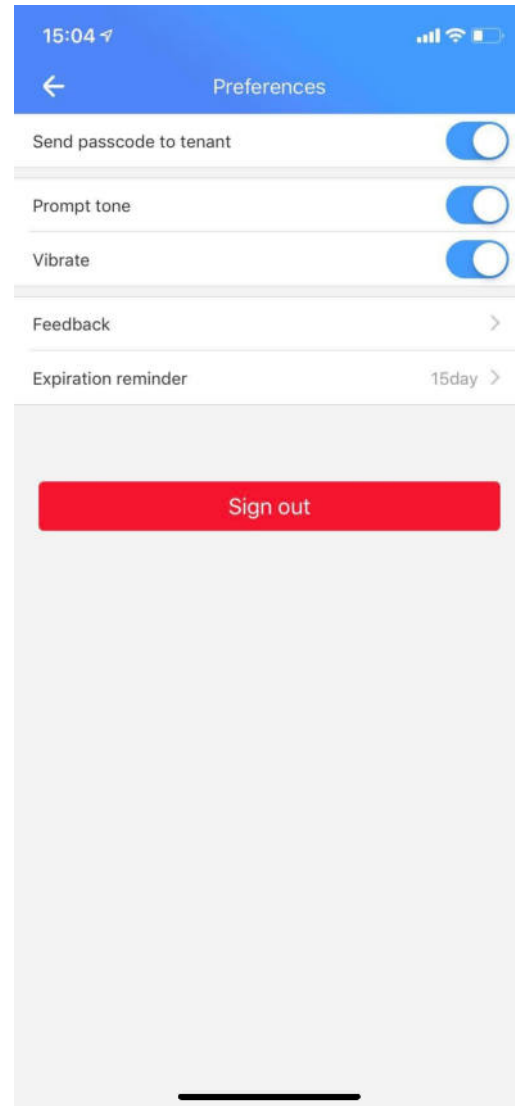 15:04
Preferences
Send passcode to tenant
Prompt tone
Vibrate
Feedback
Expiration reminder 15day
Sign out